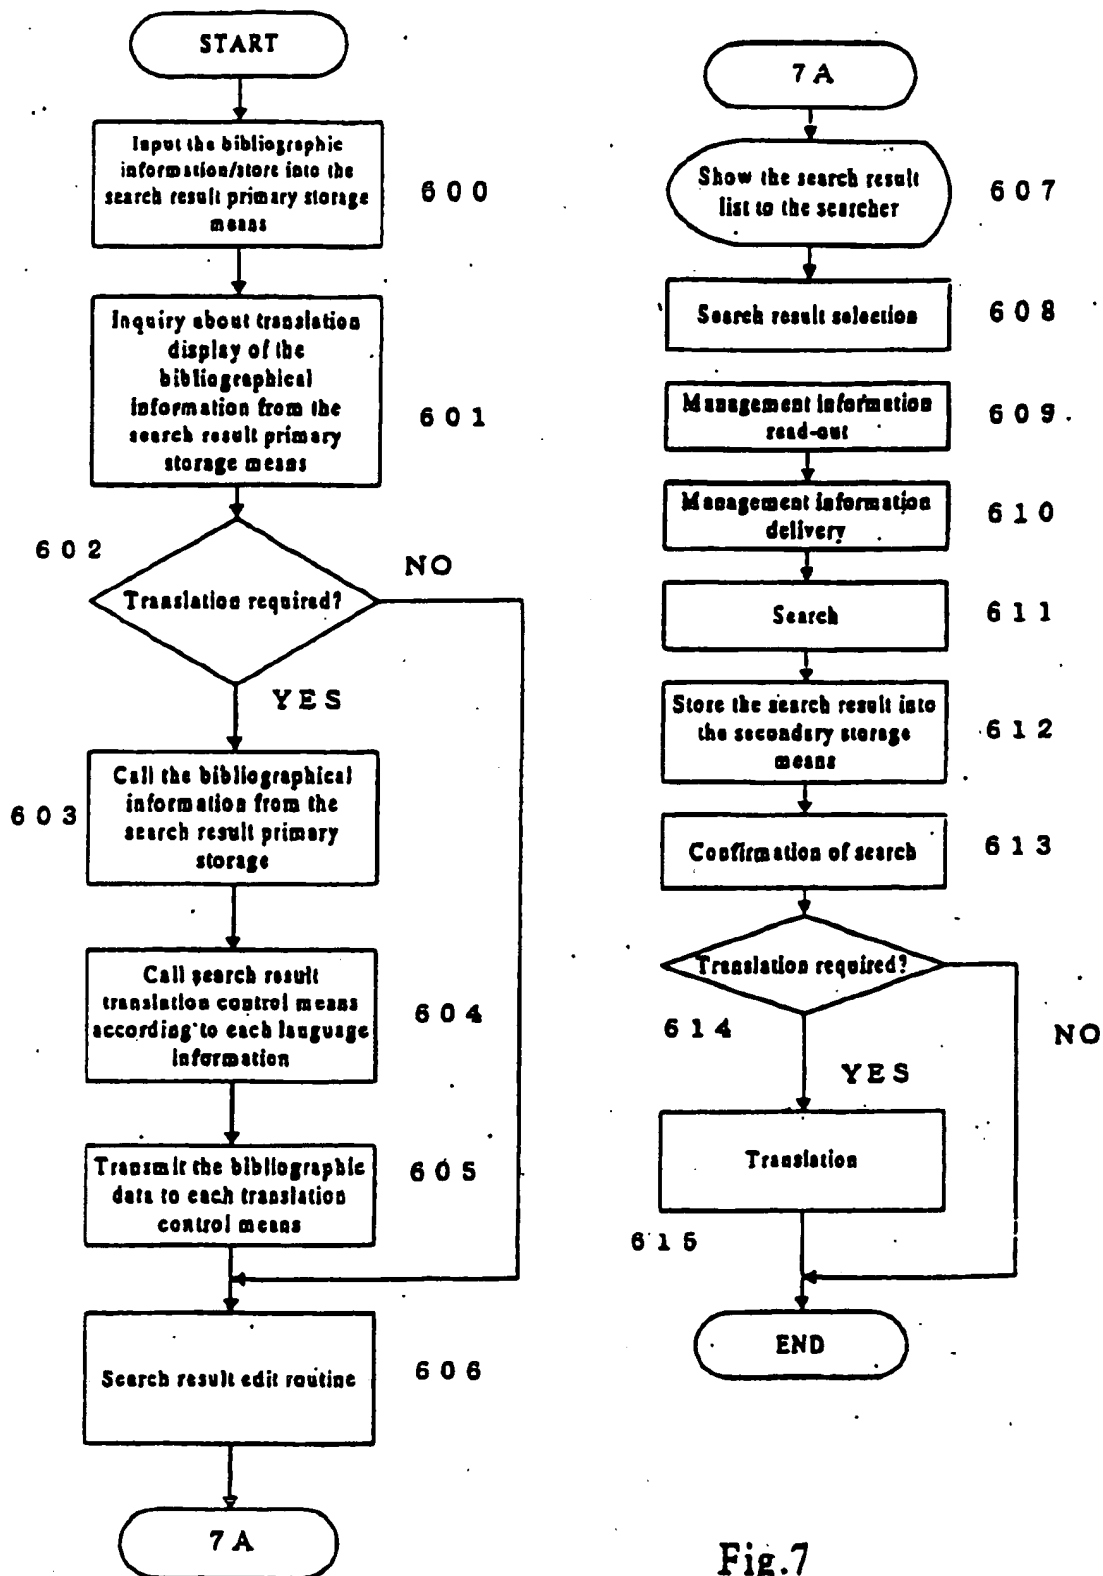 START
Input the bibliographic
information/store into the
search result primary storage
means
600
Inquiry about translation
display of the
bibliographical
information from the
search result primary
storage means
601
602
Translation required?
NO
YES
Call the bibliographical
information from the
search result primary
storage
603
Call search result
translation control means
according to each language
information
604
Transmit the bibliographic
data to each translation
control means
605
Search result edit routine
606
7A
7A
Show the search result
list to the searcher
607
Search result selection
608
Management information
read-out
609
Management information
delivery
610
Search
611
Store the search result into
the secondary storage
means
612
Confirmation of search
613
Translation required?
614
NO
YES
Translation
615
END
Fig.7